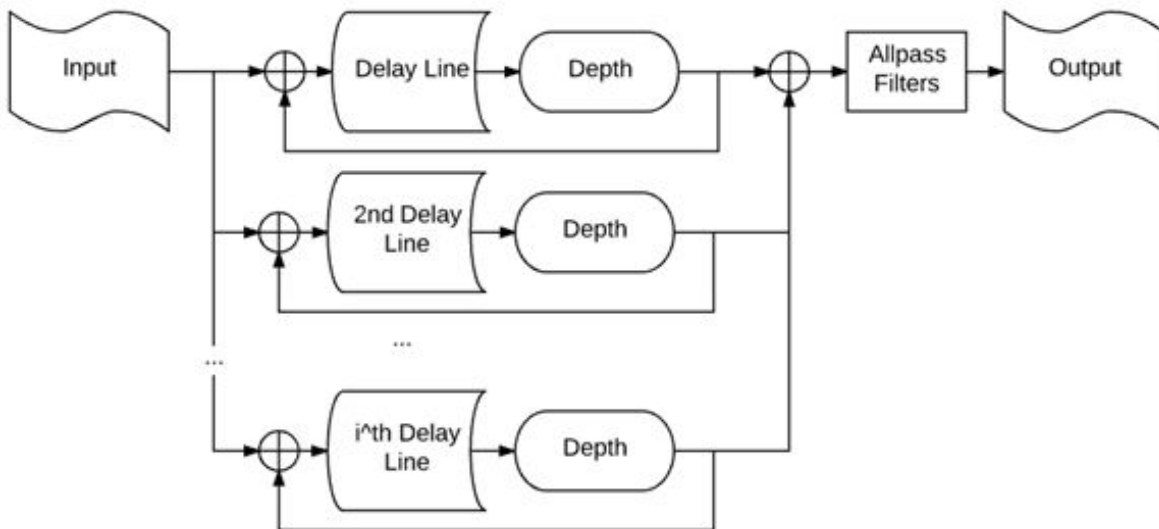 Input
Delay Line
Depth
Allpass
Filters
Output
2nd Delay
Line
Depth
...
...
i^th Delay
Line
Depth